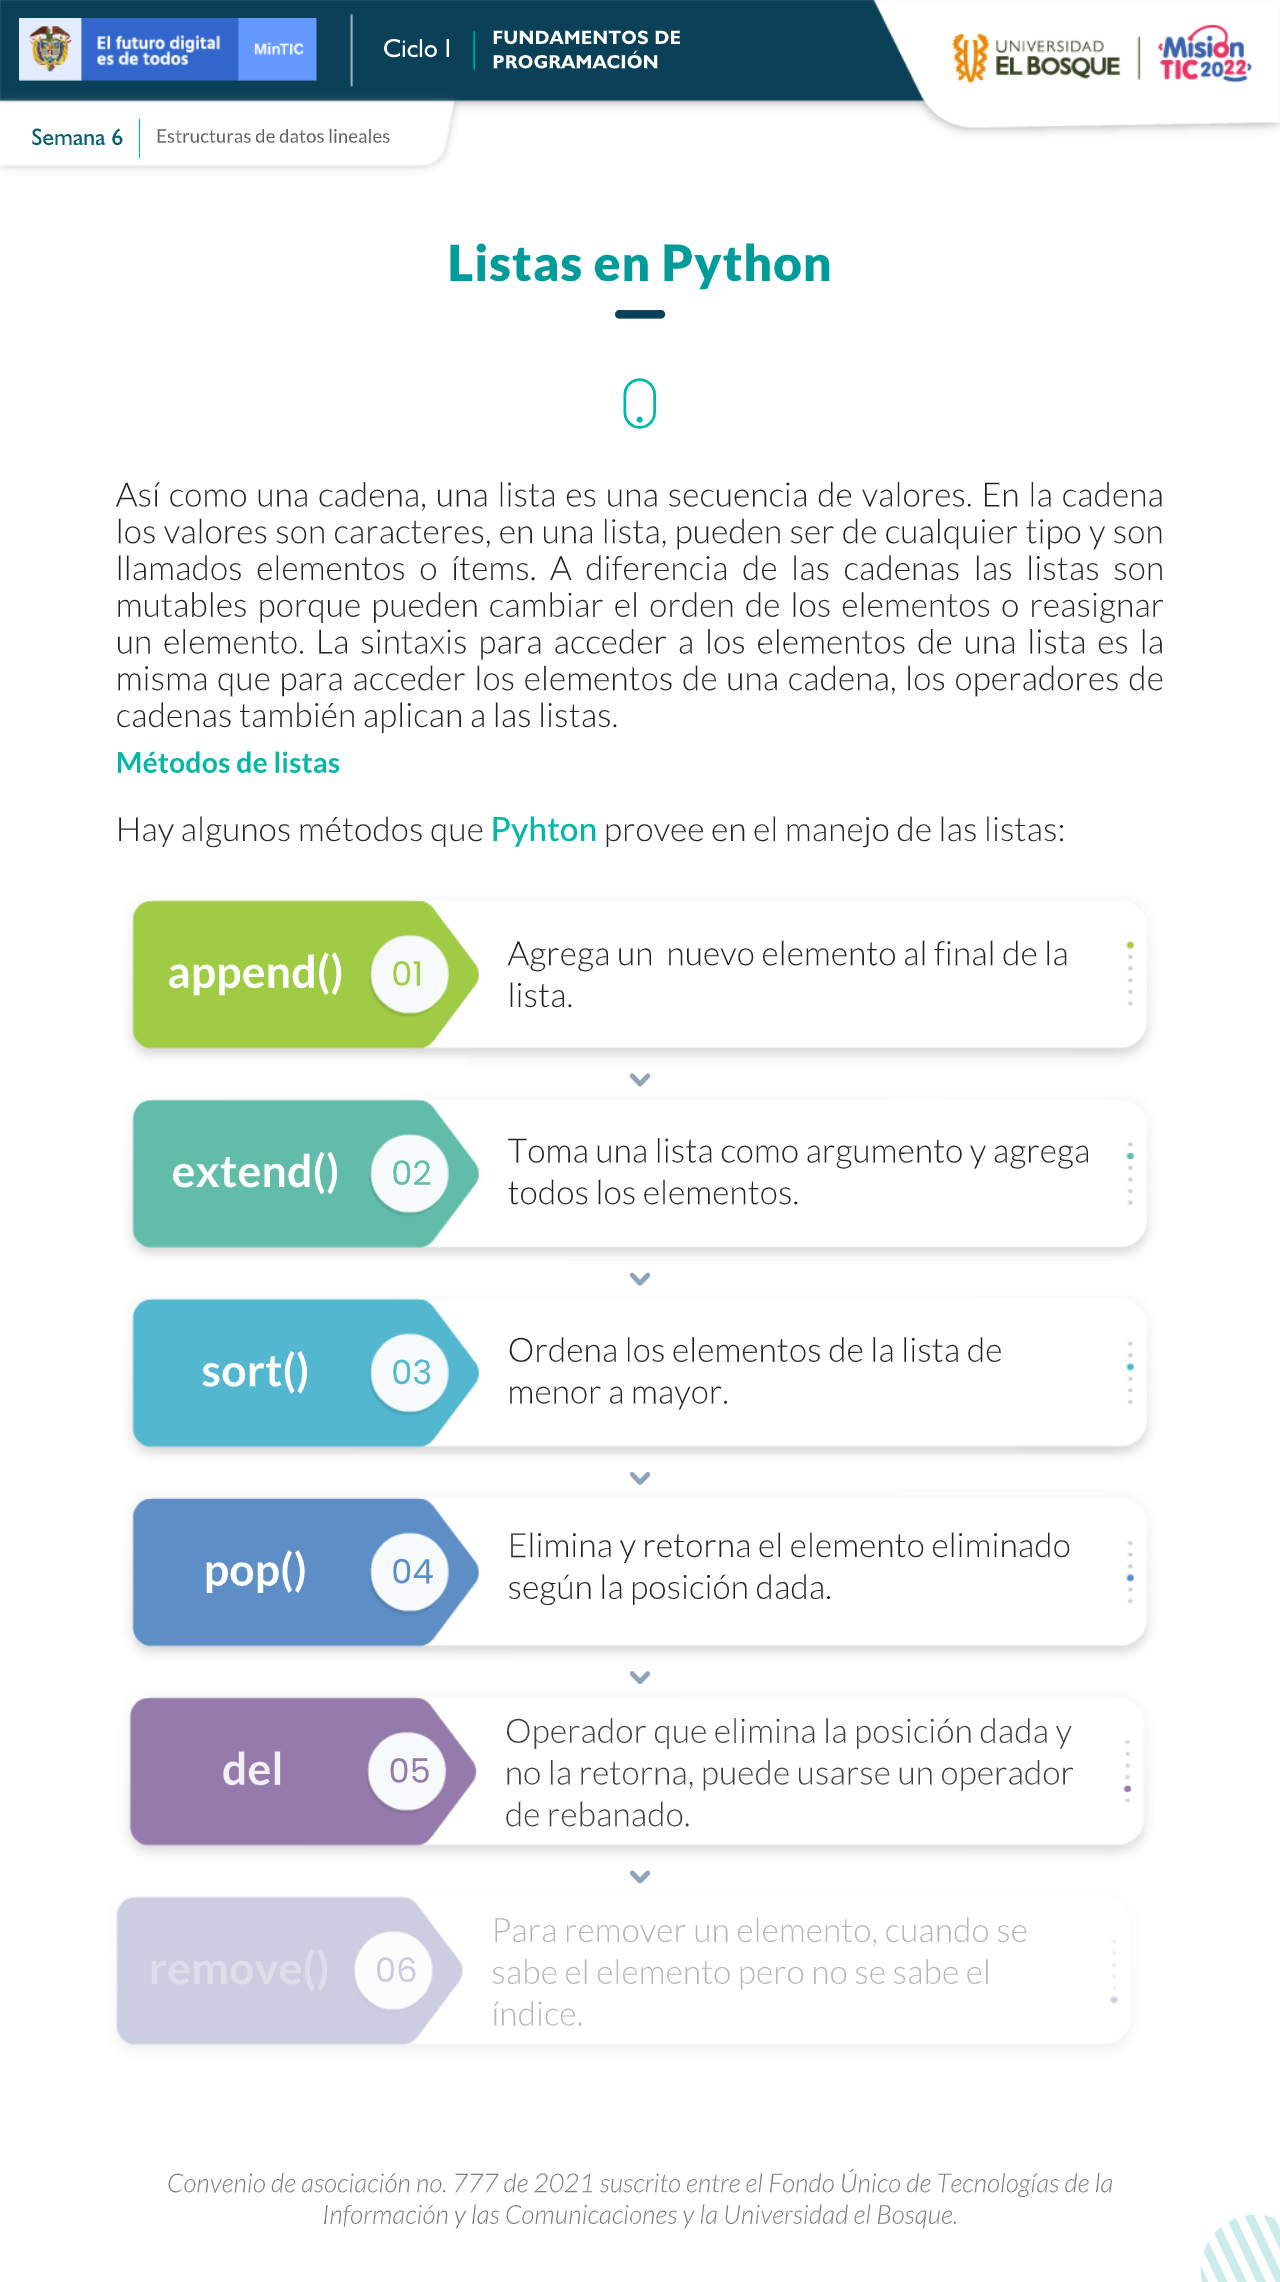 El futuro digital
es de todos
MinTIC
Ciclo I
FUNDAMENTOS DE
PROGRAMACIÓN
UNIVERSIDAD
EL BOSQUE
Misión
TIC 2022
Semana 6
Estructuras de datos lineales
Listas en Python
Así como una cadena, una lista es una secuencia de valores. En la cadena
los valores son caracteres, en una lista, pueden ser de cualquier tipo y son
llamados elementos o ítems. A diferencia de las cadenas las listas son
mutables porque pueden cambiar el orden de los elementos o reasignar
un elemento. La sintaxis para acceder a los elementos de una lista es la
misma que para acceder los elementos de una cadena, los operadores de
cadenas también aplican a las listas.
Métodos de listas
Hay algunos métodos que Pyhton provee en el manejo de las listas:
append()
01
Agrega un nuevo elemento al final de la
lista.
extend()
02
Toma una lista como argumento y agrega
todos los elementos.
sort()
03
Ordena los elementos de la lista de
menor a mayor.
pop()
04
Elimina y retorna el elemento eliminado
según la posición dada.
del
05
Operador que elimina la posición dada y
no la retorna, puede usarse un operador
de rebanado.
remove()
06
Para remover un elemento, cuando se
sabe el elemento pero no se sabe el
índice.
Convenio de asociación no. 777 de 2021 suscrito entre el Fondo Único de Tecnologías de la
Información y las Comunicaciones y la Universidad el Bosque.